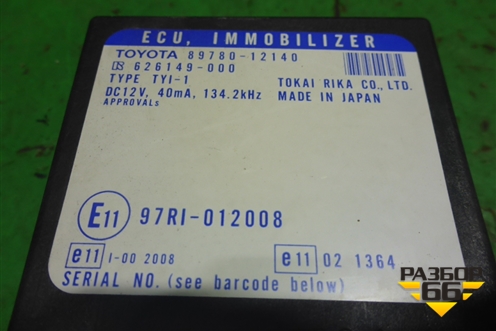 ECU, IMMOBILIZER
TOYOTA 89780-12140
626149-000
TYPE TYI-1 TOKAI RIKA CO., LTD.
DC12V, 40mA, 134.2kHz MADE IN JAPAN
APPROVALS
E11 97RI-012008
e11 I-00 2008 e11 02 1364
SERIAL NO. (see barcode below)
РАЗБОР
66